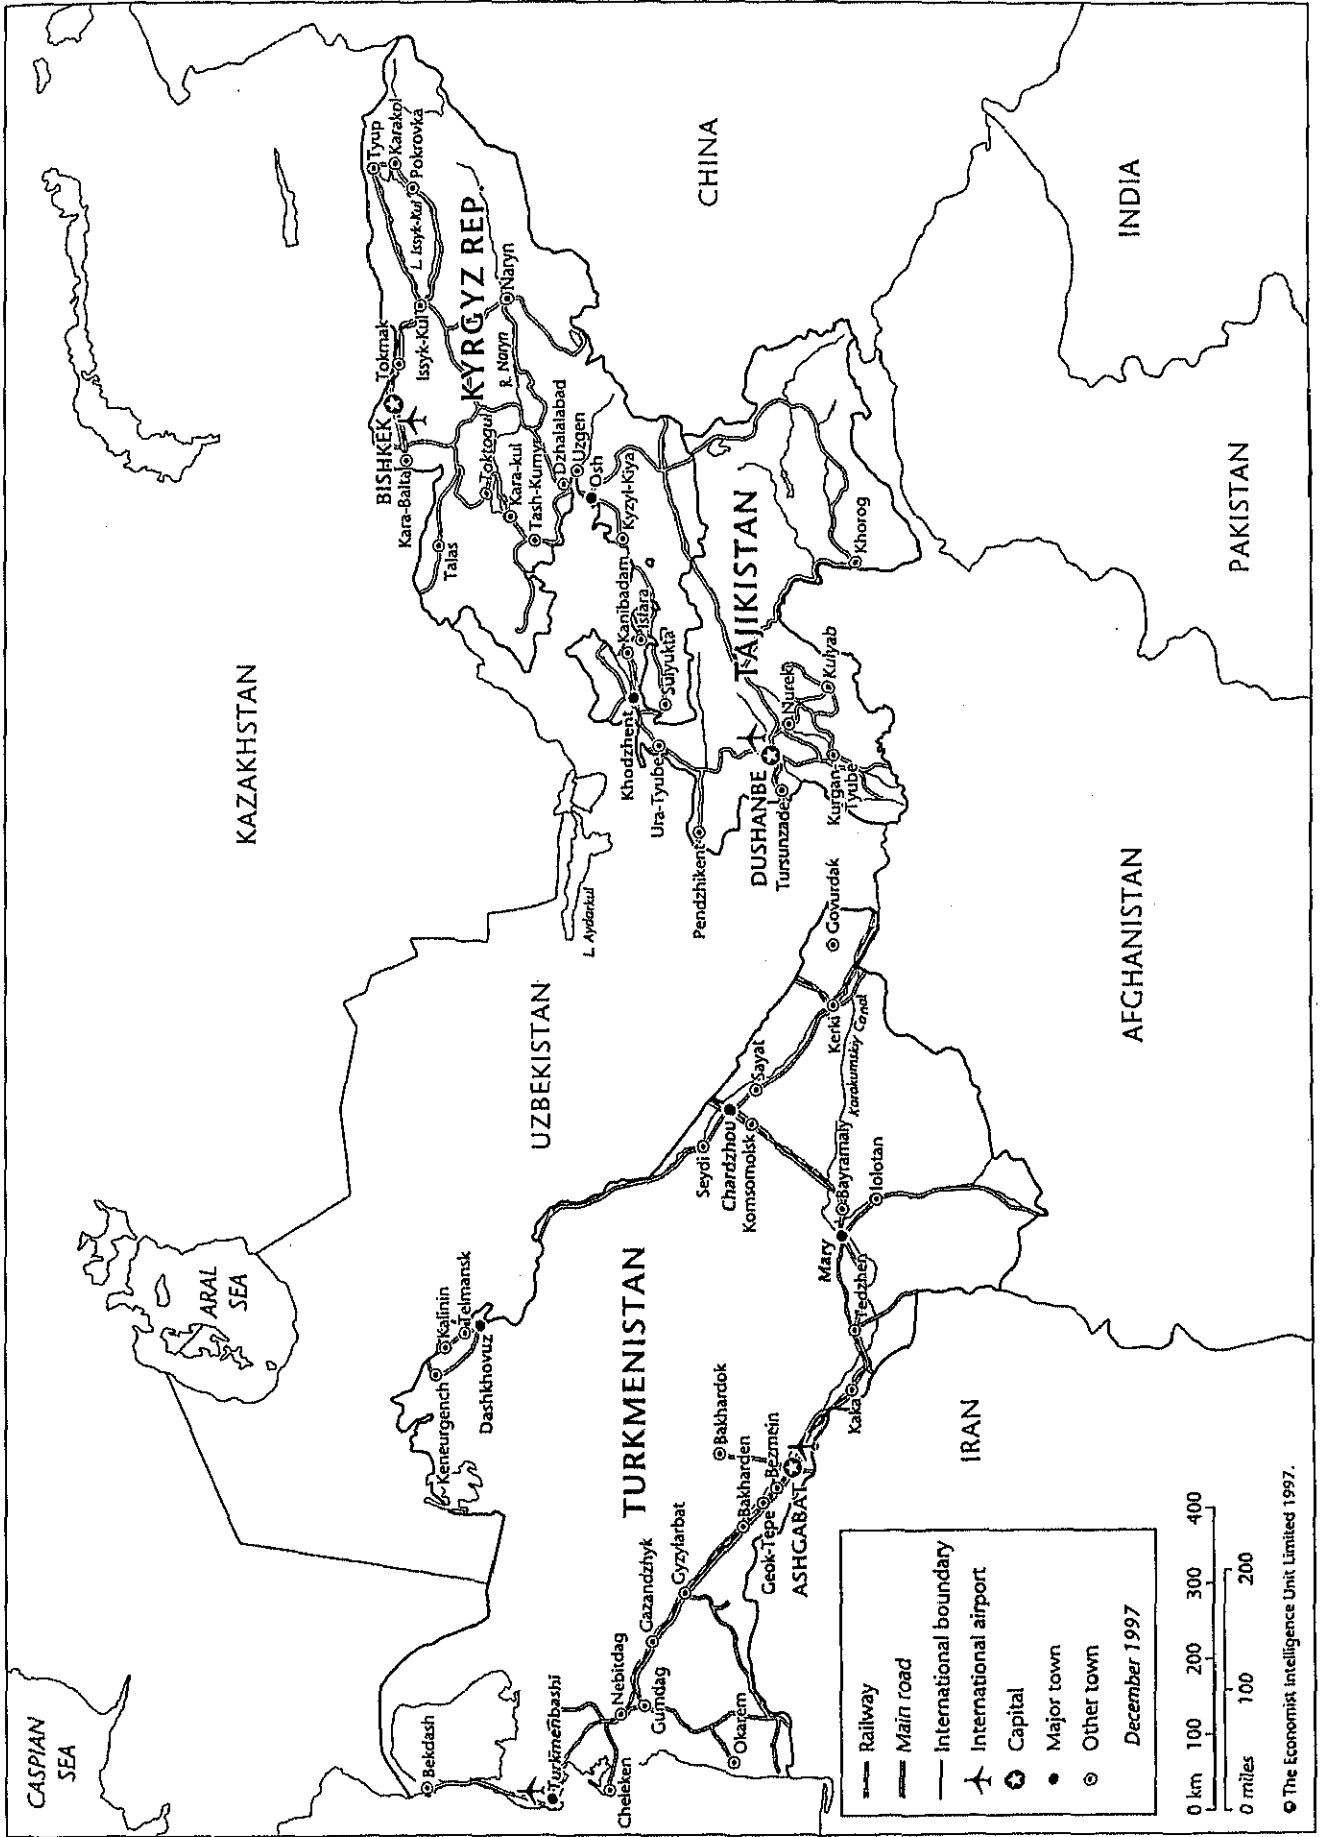 CASPIAN
SEA
ARAL
SEA
KAZAKHSTAN
UZBEKISTAN
TURKMENISTAN
KYRGYZ REP.
TAJIKISTAN
CHINA
INDIA
PAKISTAN
AFGHANISTAN
IRAN
Bekdash
Turkmenbashi
Cheleken
Nebitdag
Gumdag
Okarem
Gazandzhyk
Gyzylarbat
Bakharden
Geok-Tepe
Bezmein
ASHGABAT
Bakhardok
Kaka
Tedzhen
Mary
Bayramaly
Iolotan
Karakumskiy Canal
Keneurgench
Kalinin
Telmansk
Dashkhovuz
Seydi
Chardzhou
Komsomolsk
Sayat
Kerki
Govurdak
L. Aydarkul
Pendzhikent
Ura-Tyube
Khodzhent
Kanibadam
Isfara
Sulyukta
DUSHANBE
Tursunzade
Nurek
Kulyab
Kurgan-
Tyube
Khorog
Talas
Kara-Balta
BISHKEK
Tokmak
Issyk-Kul
L. Issyk-Kul
Tyup
Karakol
Pokrovka
Naryn
R. Naryn
Toktogul
Kara-kul
Tash-Kumyr
Dzhalalabad
Uzgen
Osh
Kyzyl-Kiya
Railway
Main road
International boundary
International airport
Capital
Major town
Other town
December 1997
0 km 100 200 300 400
0 miles 100 200
© The Economist Intelligence Unit Limited 1997.